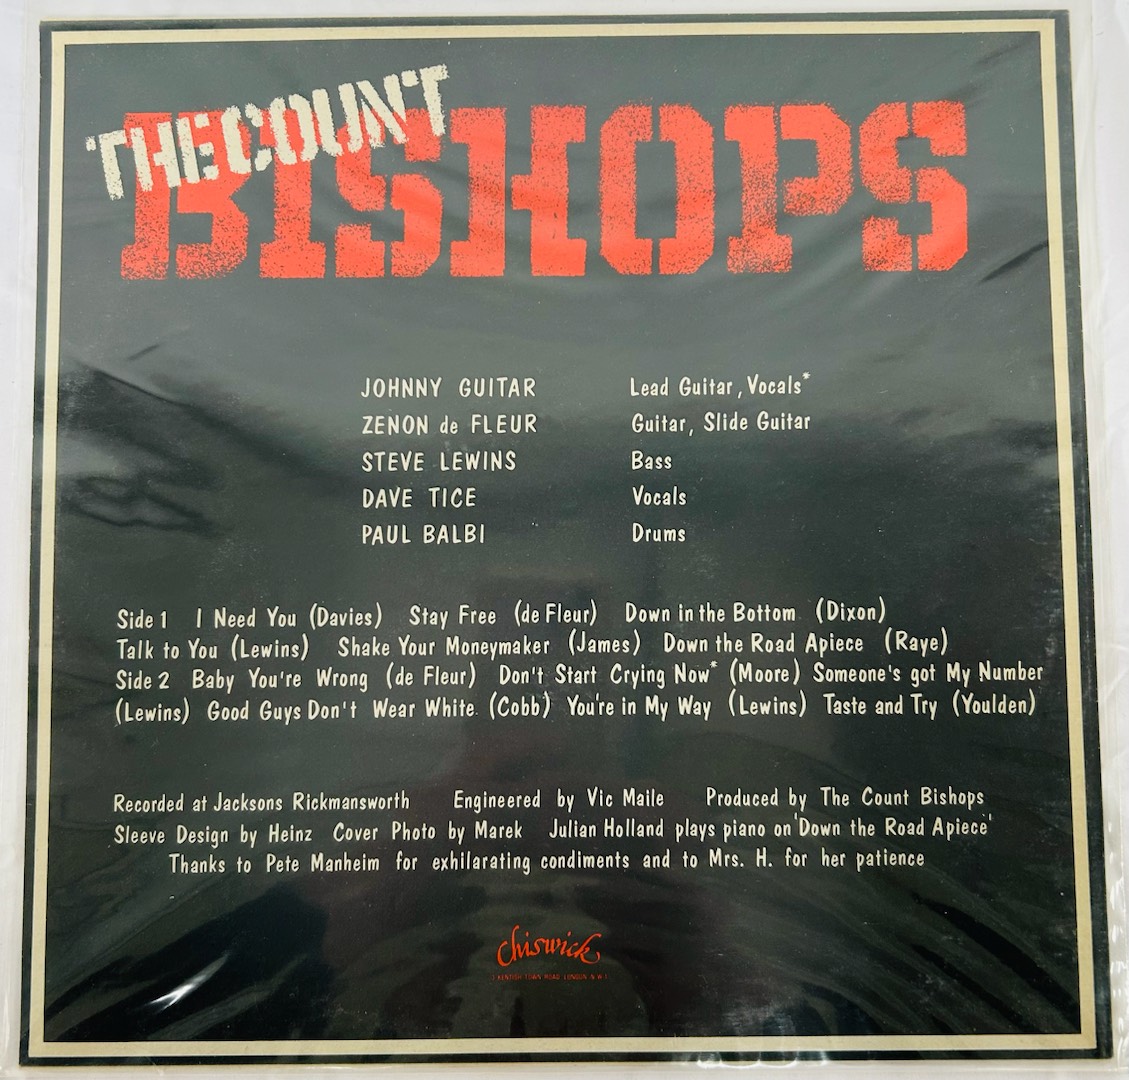 THE COUNT
BISHOPS
JOHNNY GUITAR Lead Guitar, Vocals*
ZENON de FLEUR Guitar, Slide Guitar
STEVE LEWINS Bass
DAVE TICE Vocals
PAUL BALBI Drums
Side 1 I Need You (Davies) Stay Free (de Fleur) Down in the Bottom (Dixon)
Talk to You (Lewins) Shake Your Moneymaker (James) Down the Road Apiece (Raye)
Side 2 Baby You're Wrong (de Fleur) Don't Start Crying Now* (Moore) Someone's got My Number
(Lewins) Good Guys Don't Wear White (Cobb) You're in My Way (Lewins) Taste and Try (Youlden)
Recorded at Jacksons Rickmansworth Engineered by Vic Maile Produced by The Count Bishops
Sleeve Design by Heinz Cover Photo by Marek Julian Holland plays piano on 'Down the Road Apiece'
Thanks to Pete Manheim for exhilarating condiments and to Mrs. H. for her patience
Chiswick
KENTISH TOWN ROAD LONDON N.W.1